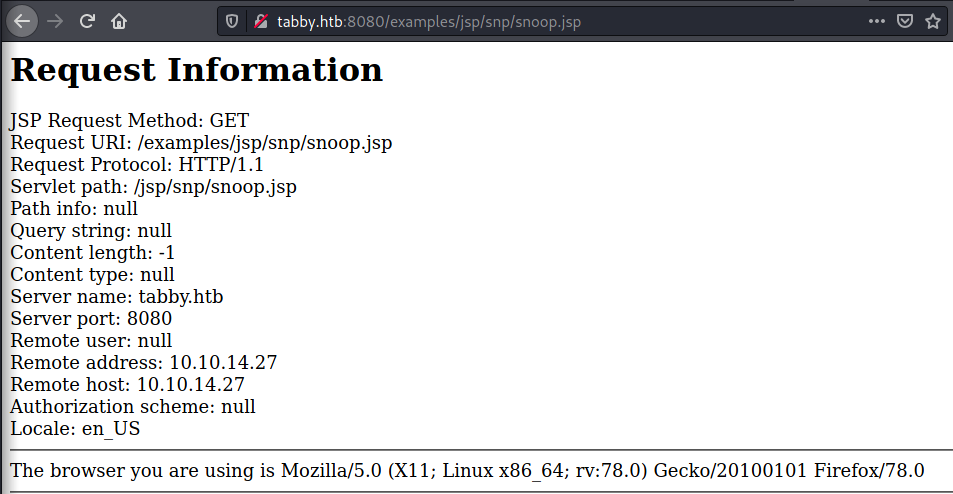 tabby.htb:8080/examples/jsp/snp/snoop.jsp
Request Information
JSP Request Method: GET
Request URI: /examples/jsp/snp/snoop.jsp
Request Protocol: HTTP/1.1
Servlet path: /jsp/snp/snoop.jsp
Path info: null
Query string: null
Content length: -1
Content type: null
Server name: tabby.htb
Server port: 8080
Remote user: null
Remote address: 10.10.14.27
Remote host: 10.10.14.27
Authorization scheme: null
Locale: en_US
The browser you are using is Mozilla/5.0 (X11; Linux x86_64; rv:78.0) Gecko/20100101 Firefox/78.0